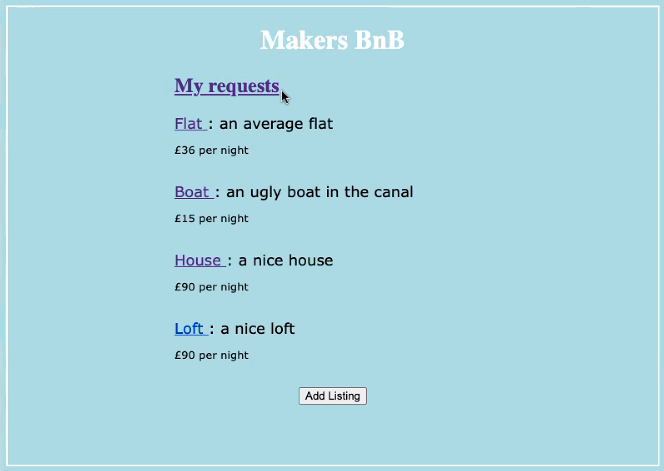 Makers BnB
My requests
Flat : an average flat
£36 per night
Boat : an ugly boat in the canal
£15 per night
House : a nice house
£90 per night
Loft : a nice loft
£90 per night
Add Listing